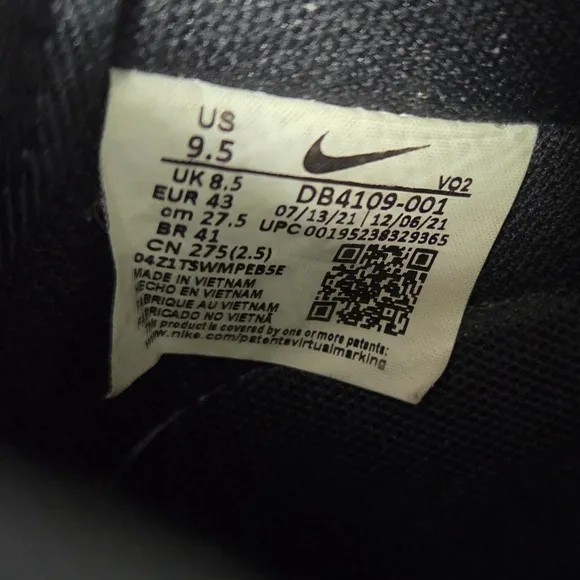 US
9.5
UK 8.5
EUR 43
cm 27.5
BR 41
CN 275(2.5)
04Z1TSWMPEB5E
MADE IN VIETNAM
HECHO EN VIETNAM
FABRIQUE AU VIETNAM
FABRICADO NO VIETNÃ
this product is covered by one or more patents:
www.nike.com/patentsvirtualmarking
VO2
DB4109-001
07/13/21 | 12/06/21
UPC 00195238329365